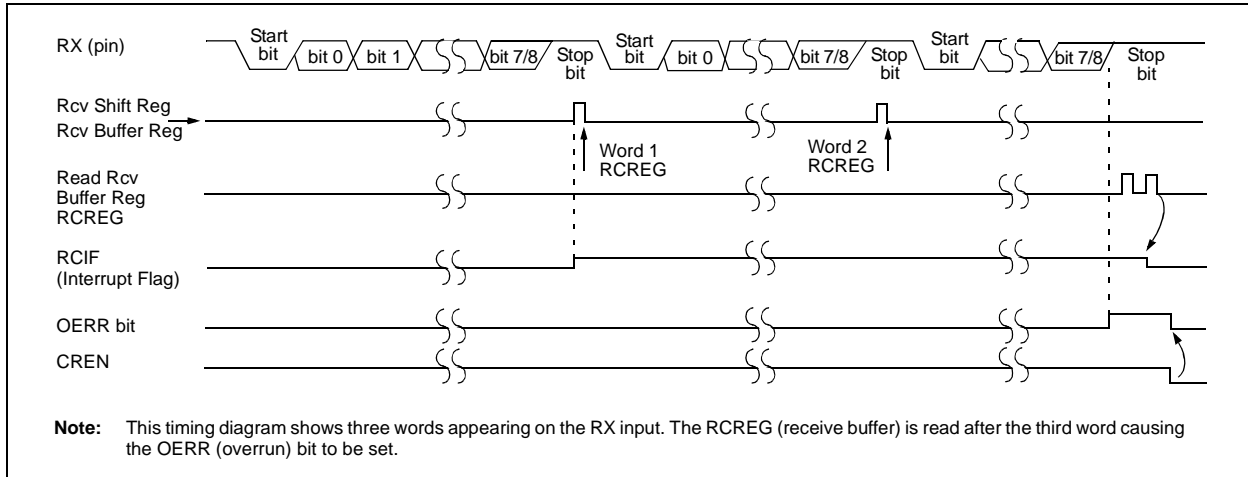 RX (pin)
Start bit
bit 0
bit 1
bit 7/8
Stop bit
Start bit
bit 0
bit 7/8
Stop bit
Start bit
bit 7/8
Stop bit
Rcv Shift Reg
Rcv Buffer Reg
Word 1
RCREG
Word 2
RCREG
Read Rcv
Buffer Reg
RCREG
RCIF
(Interrupt Flag)
OERR bit
CREN
Note: This timing diagram shows three words appearing on the RX input. The RCREG (receive buffer) is read after the third word causing
the OERR (overrun) bit to be set.